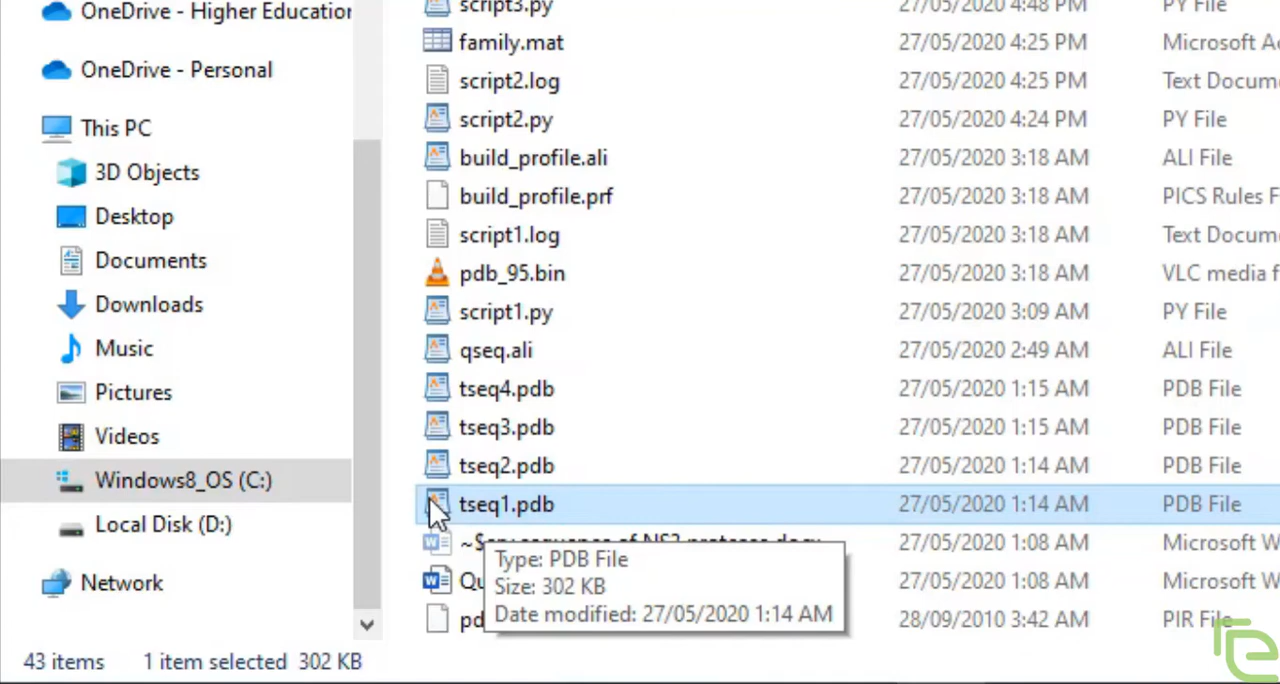 OneDrive - Higher Education
OneDrive - Personal
This PC
3D Objects
Desktop
Documents
Downloads
Music
Pictures
Videos
Windows8_OS (C:)
Local Disk (D:)
Network
43 items 1 item selected 302 KB
script3.py 27/05/2020 4:48 PM PY File
family.mat 27/05/2020 4:25 PM Microsoft Ac
script2.log 27/05/2020 4:25 PM Text Docume
script2.py 27/05/2020 4:24 PM PY File
build_profile.ali 27/05/2020 3:18 AM ALI File
build_profile.prf 27/05/2020 3:18 AM PICS Rules F
script1.log 27/05/2020 3:18 AM Text Docume
pdb_95.bin 27/05/2020 3:18 AM VLC media f
script1.py 27/05/2020 3:09 AM PY File
qseq.ali 27/05/2020 2:49 AM ALI File
tseq4.pdb 27/05/2020 1:15 AM PDB File
tseq3.pdb 27/05/2020 1:15 AM PDB File
tseq2.pdb 27/05/2020 1:14 AM PDB File
tseq1.pdb 27/05/2020 1:14 AM PDB File
27/05/2020 1:08 AM Microsoft W
Qu 27/05/2020 1:08 AM Microsoft W
pd 28/09/2010 3:42 AM PIR File
Type: PDB File
Size: 302 KB
Date modified: 27/05/2020 1:14 AM